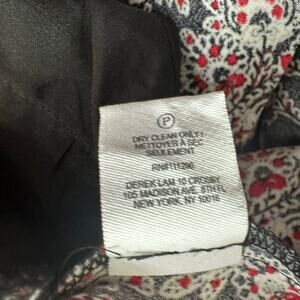 P
DRY CLEAN ONLY /
NETTOYER À SEC
SEULEMENT
RN#111296
DEREK LAM 10 CROSBY
105 MADISON AVE. 8TH FL
NEW YORK, NY 10016